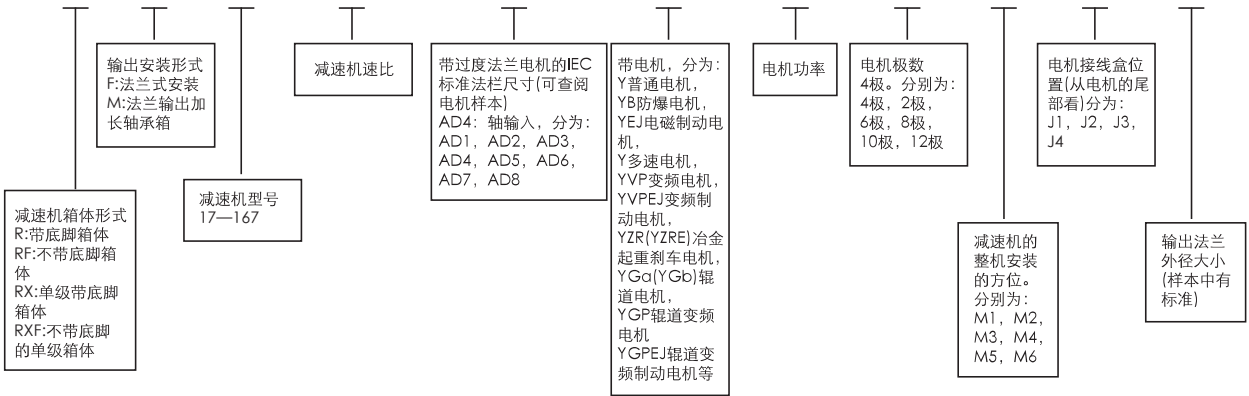 输出安装形式
F:法兰式安装
M:法兰输出加
长轴承箱
减速机箱体形式
R:带底脚箱体
RF:不带底脚箱
体
RX:单级带底脚
箱体
RXF:不带底脚
的单级箱体
减速机型号
17—167
减速机速比
带过度法兰电机的IEC
标准法栏尺寸(可查阅
电机样本)
AD4：轴输入，分为：
AD1，AD2，AD3，
AD4，AD5，AD6，
AD7，AD8
带电机，分为：
Y普通电机，
YB防爆电机，
YEJ电磁制动电
机，
Y多速电机，
YVP变频电机，
YVPEJ变频制
动电机，
YZR(YZRE)冶金
起重刹车电机，
YGa(YGb)辊
道电机，
YGP辊道变频
电机
YGPEJ辊道变
频制动电机等
电机功率
电机极数
4极。分别为：
4极，2极，
6极，8极，
10极，12极
减速机的
整机安装
的方位。
分别为：
M1，M2，
M3，M4，
M5，M6
电机接线盒位
置(从电机的尾
部看)分为：
J1，J2，J3，
J4
输出法兰
外径大小
(样本中有
标准)